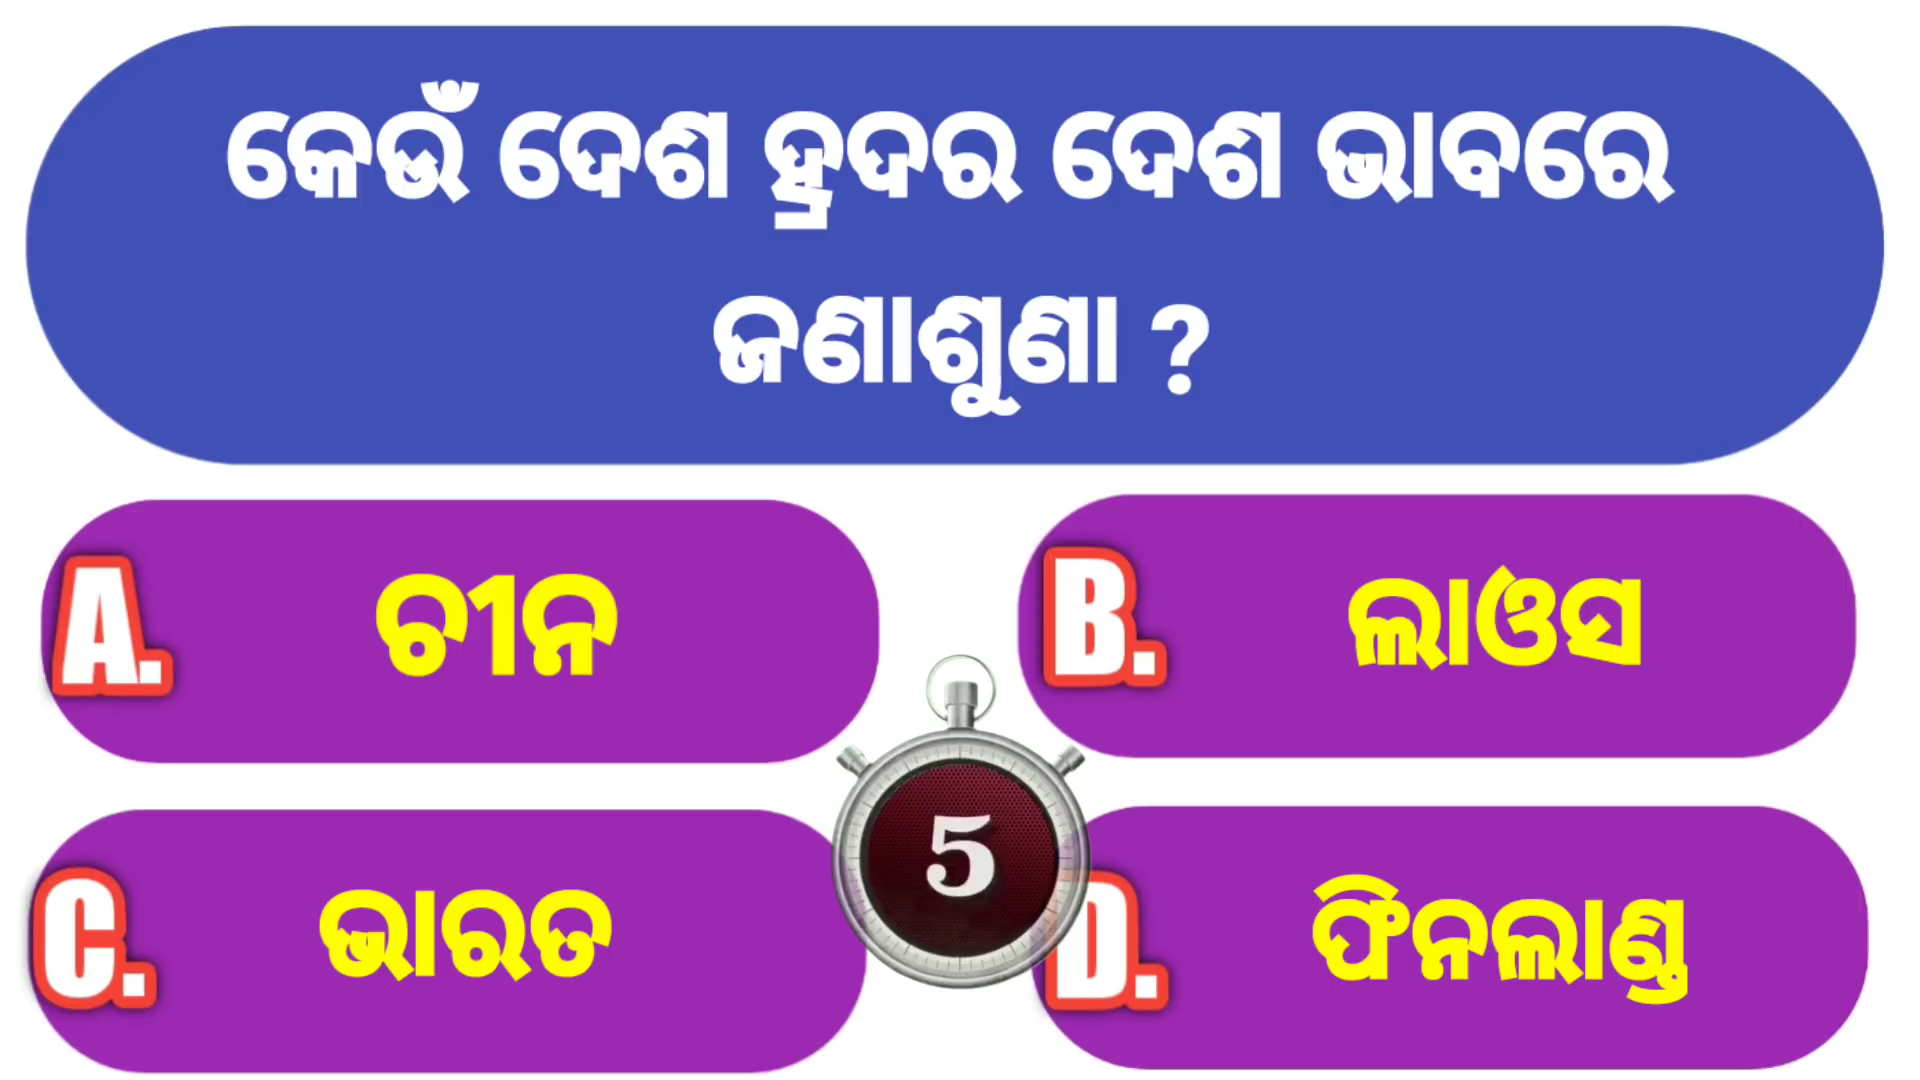 କେଉଁ ଦେଶ ହ୍ରଦର ଦେଶ ଭାବରେ
ଜଣାଶୁଣା ?
A. ଚୀନ
B. ଲାଓସ
5
C. ଭାରତ
D. ଫିନଲାଣ୍ଡ